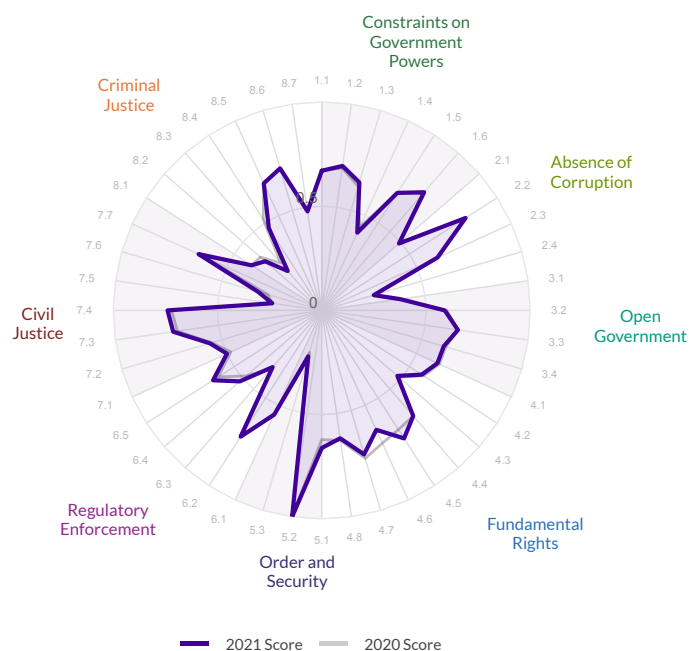 Constraints on
Government
Powers
Criminal
Justice
Absence of
Corruption
Open
Government
Civil
Justice
Regulatory
Enforcement
Fundamental
Rights
Order and
Security
1.1
1.2
1.3
1.4
1.5
1.6
2.1
2.2
2.3
2.4
3.1
3.2
3.3
3.4
4.1
4.2
4.3
4.4
4.5
4.6
4.7
4.8
5.1
5.2
5.3
6.1
6.2
6.3
6.4
6.5
7.1
7.2
7.3
7.4
7.5
7.6
7.7
8.1
8.2
8.3
8.4
8.5
8.6
8.7
0.5
0
2021 Score 2020 Score